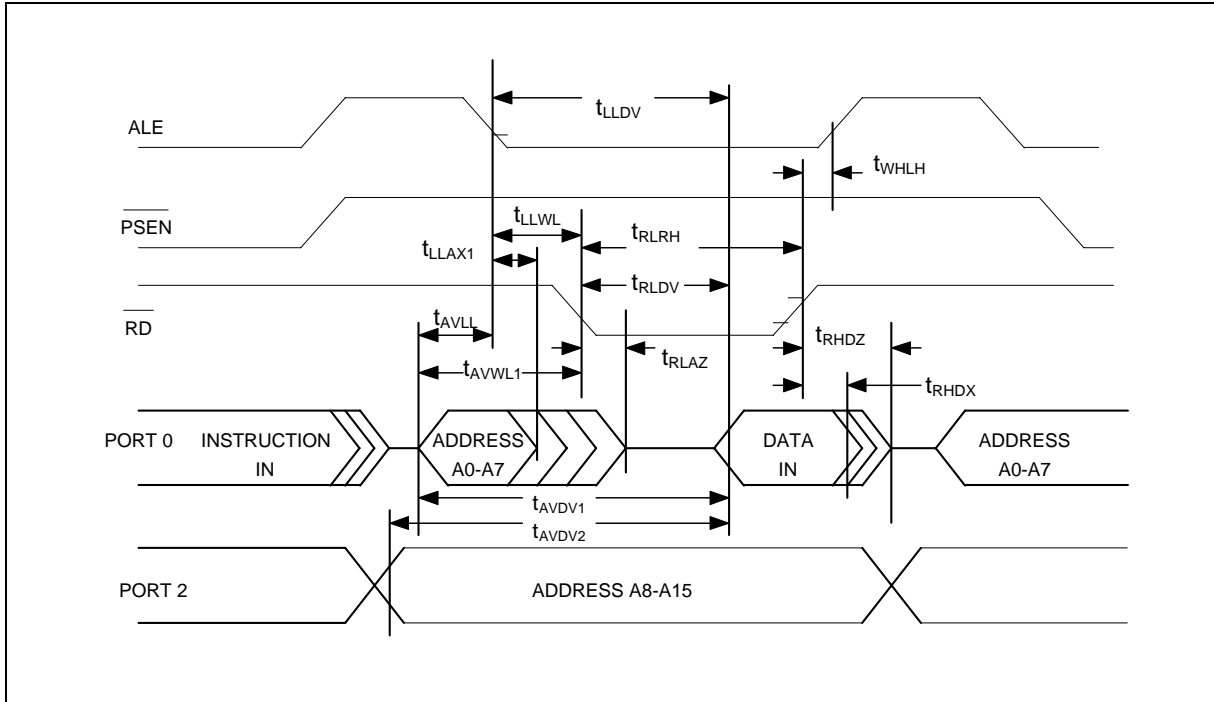 tLLDV
ALE
tWHLH
PSEN
tLLWL
tLLAX1
tRLRH
tRLDV
RD
tAVLL
tRHDZ
tAVWL1
tRLAZ
tRHDX
PORT 0
INSTRUCTION
IN
ADDRESS
A0-A7
DATA
IN
ADDRESS
A0-A7
tAVDV1
tAVDV2
PORT 2
ADDRESS A8-A15